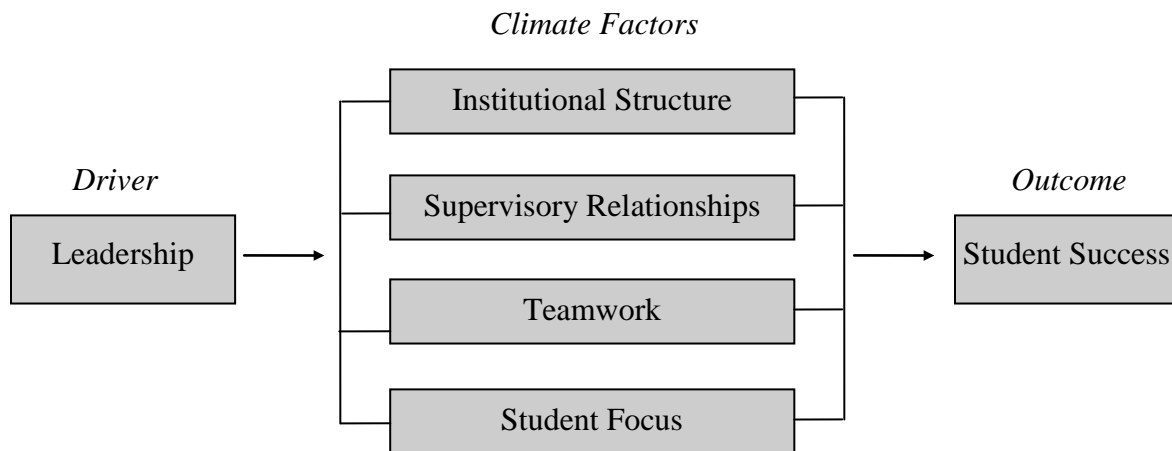 Climate Factors
Institutional Structure
Driver
Supervisory Relationships
Outcome
Leadership
Student Success
Teamwork
Student Focus